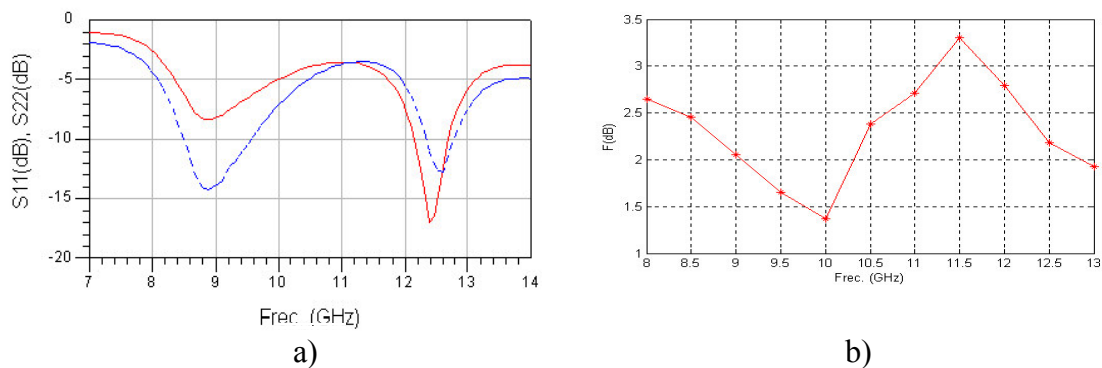 0
-5
-10
-15
-20
S11(dB), S22(dB)
7 8 9 10 11 12 13 14
Frec. (GHz)
a)
3.5
3
2.5
2
1.5
1
F(dB)
8 8.5 9 9.5 10 10.5 11 11.5 12 12.5 13
Frec. (GHz)
b)